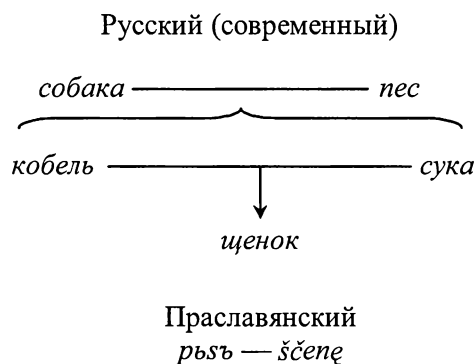 Русский (современный)
собака — пес
кобель — сука
щенок
Праславянский
pьsъ — ščenę